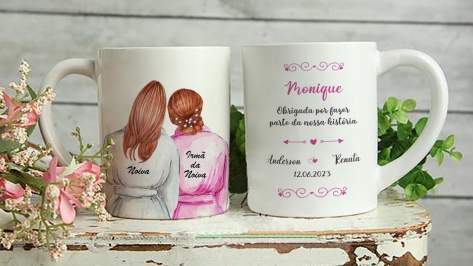 Noiva
Irmã
da
Noiva
Monique
Obrigada por fazer
parte da nossa história
Anderson
Renata
12.06.2023